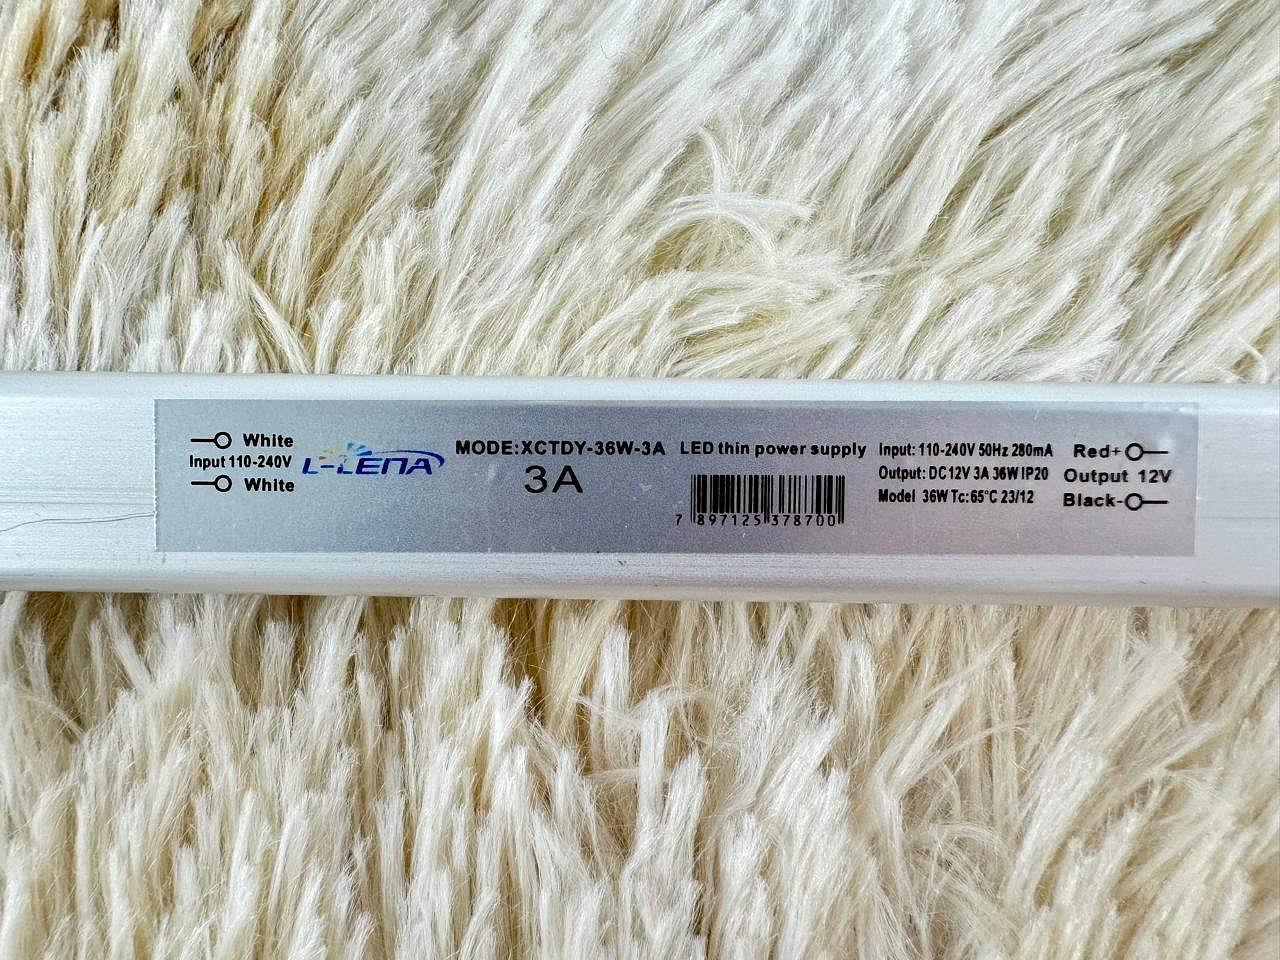 White
Input 110-240V
White
L-LENA
MODE:XCTDY-36W-3A
3A
LED thin power supply
7 897125 378700
Input: 110-240V 50Hz 280mA
Output: DC12V 3A 36W IP20
Model 36W Tc:65°C 23/12
Red+
Output 12V
Black-